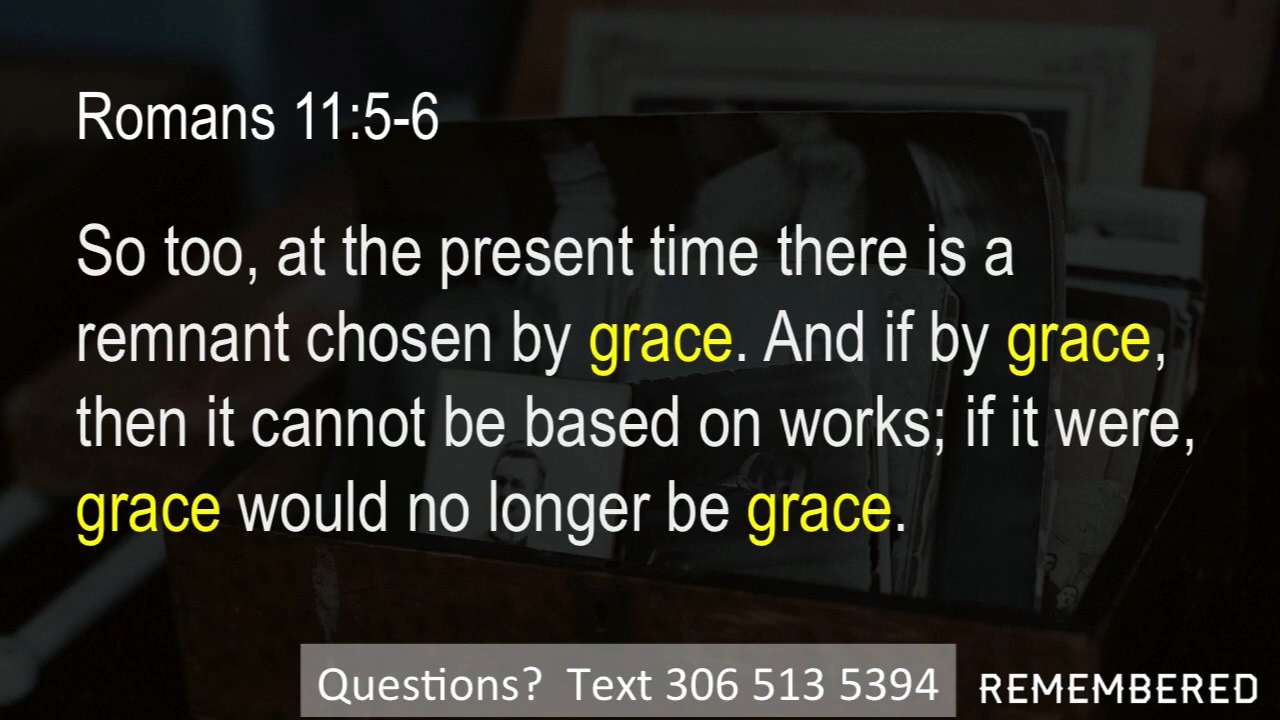 Romans 11:5-6
So too, at the present time there is a
remnant chosen by grace. And if by grace,
then it cannot be based on works; if it were,
grace would no longer be grace.
Questions?  Text 306 513 5394
REMEMBERED